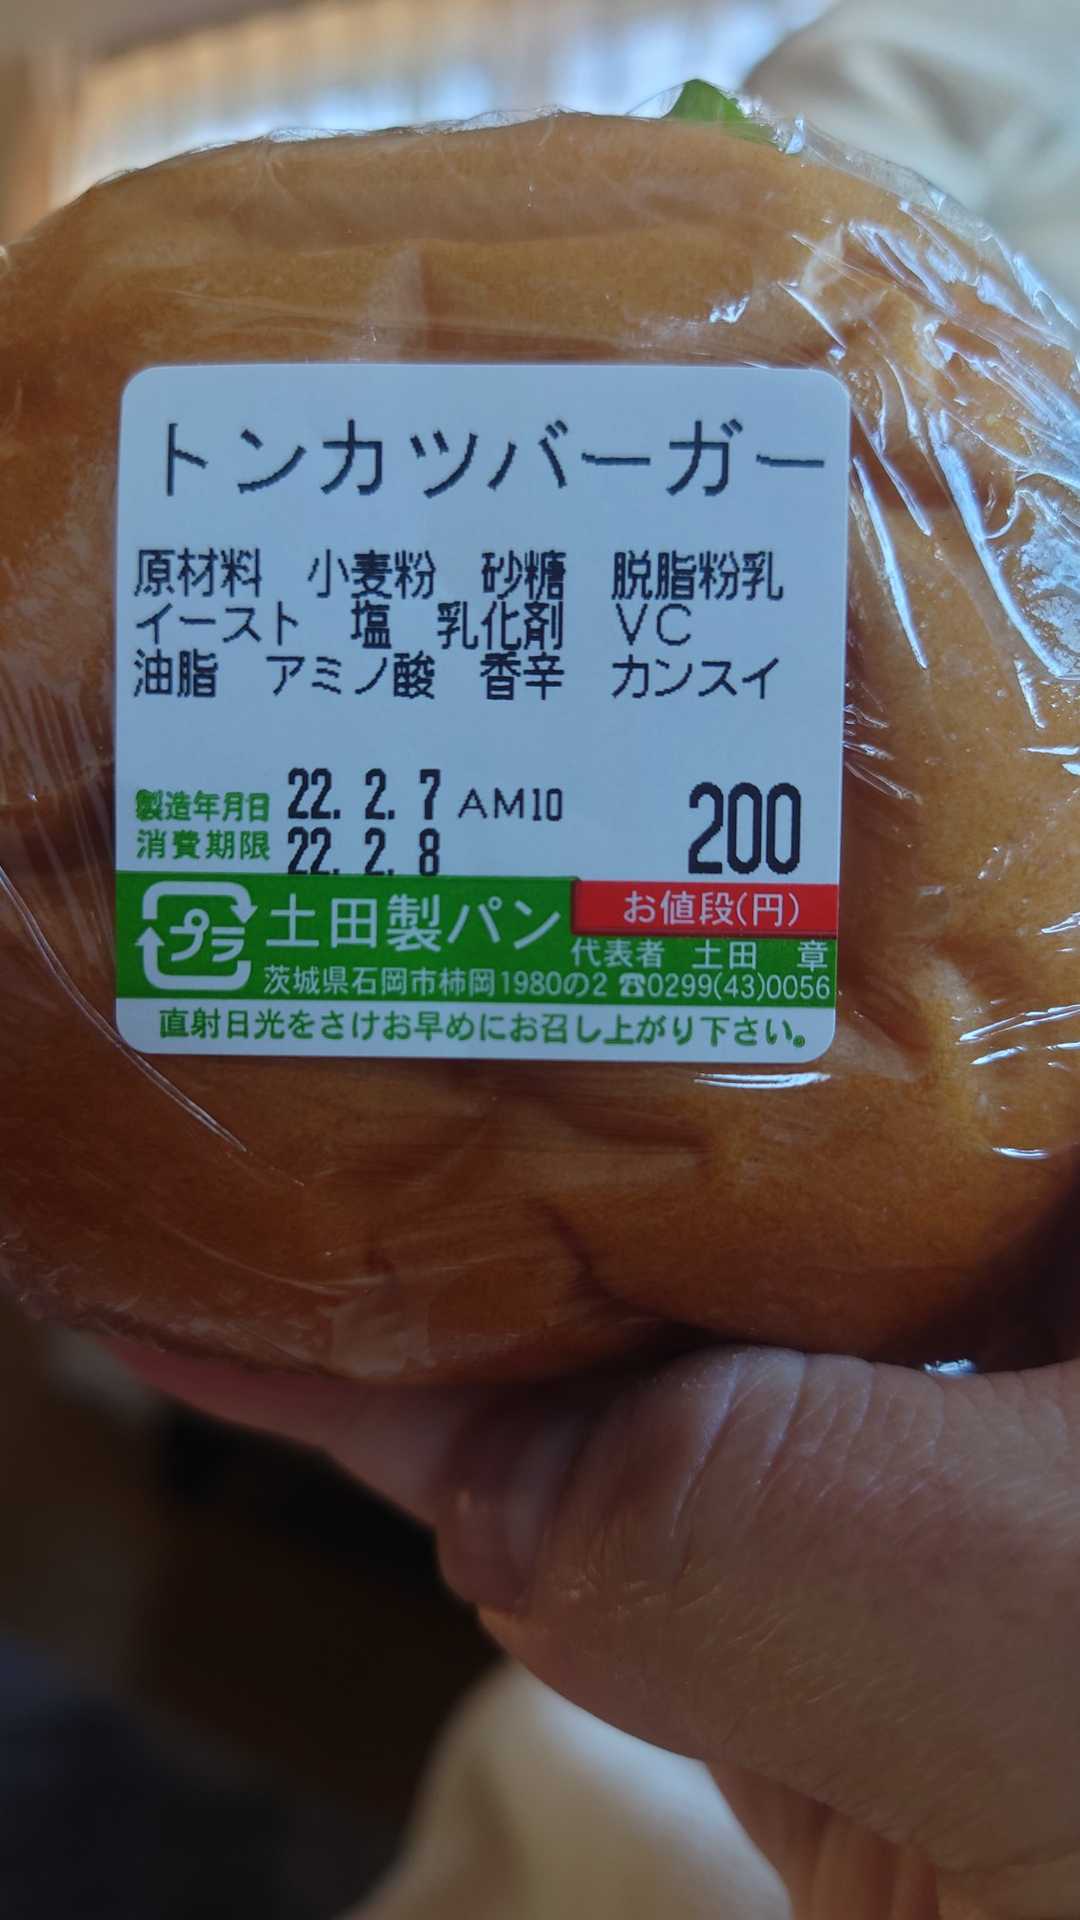 トンカツバーガー
原材料　小麦粉　砂糖　脱脂粉乳
イースト　塩　乳化剤　VC
油脂　アミノ酸　香辛　カンスイ
製造年月日 22. 2. 7 AM10
消費期限 22. 2. 8
200
お値段(円)
プラ
土田製パン
代表者　土田　章
茨城県石岡市柿岡1980の2 ☎0299(43)0056
直射日光をさけお早めにお召し上がり下さい。